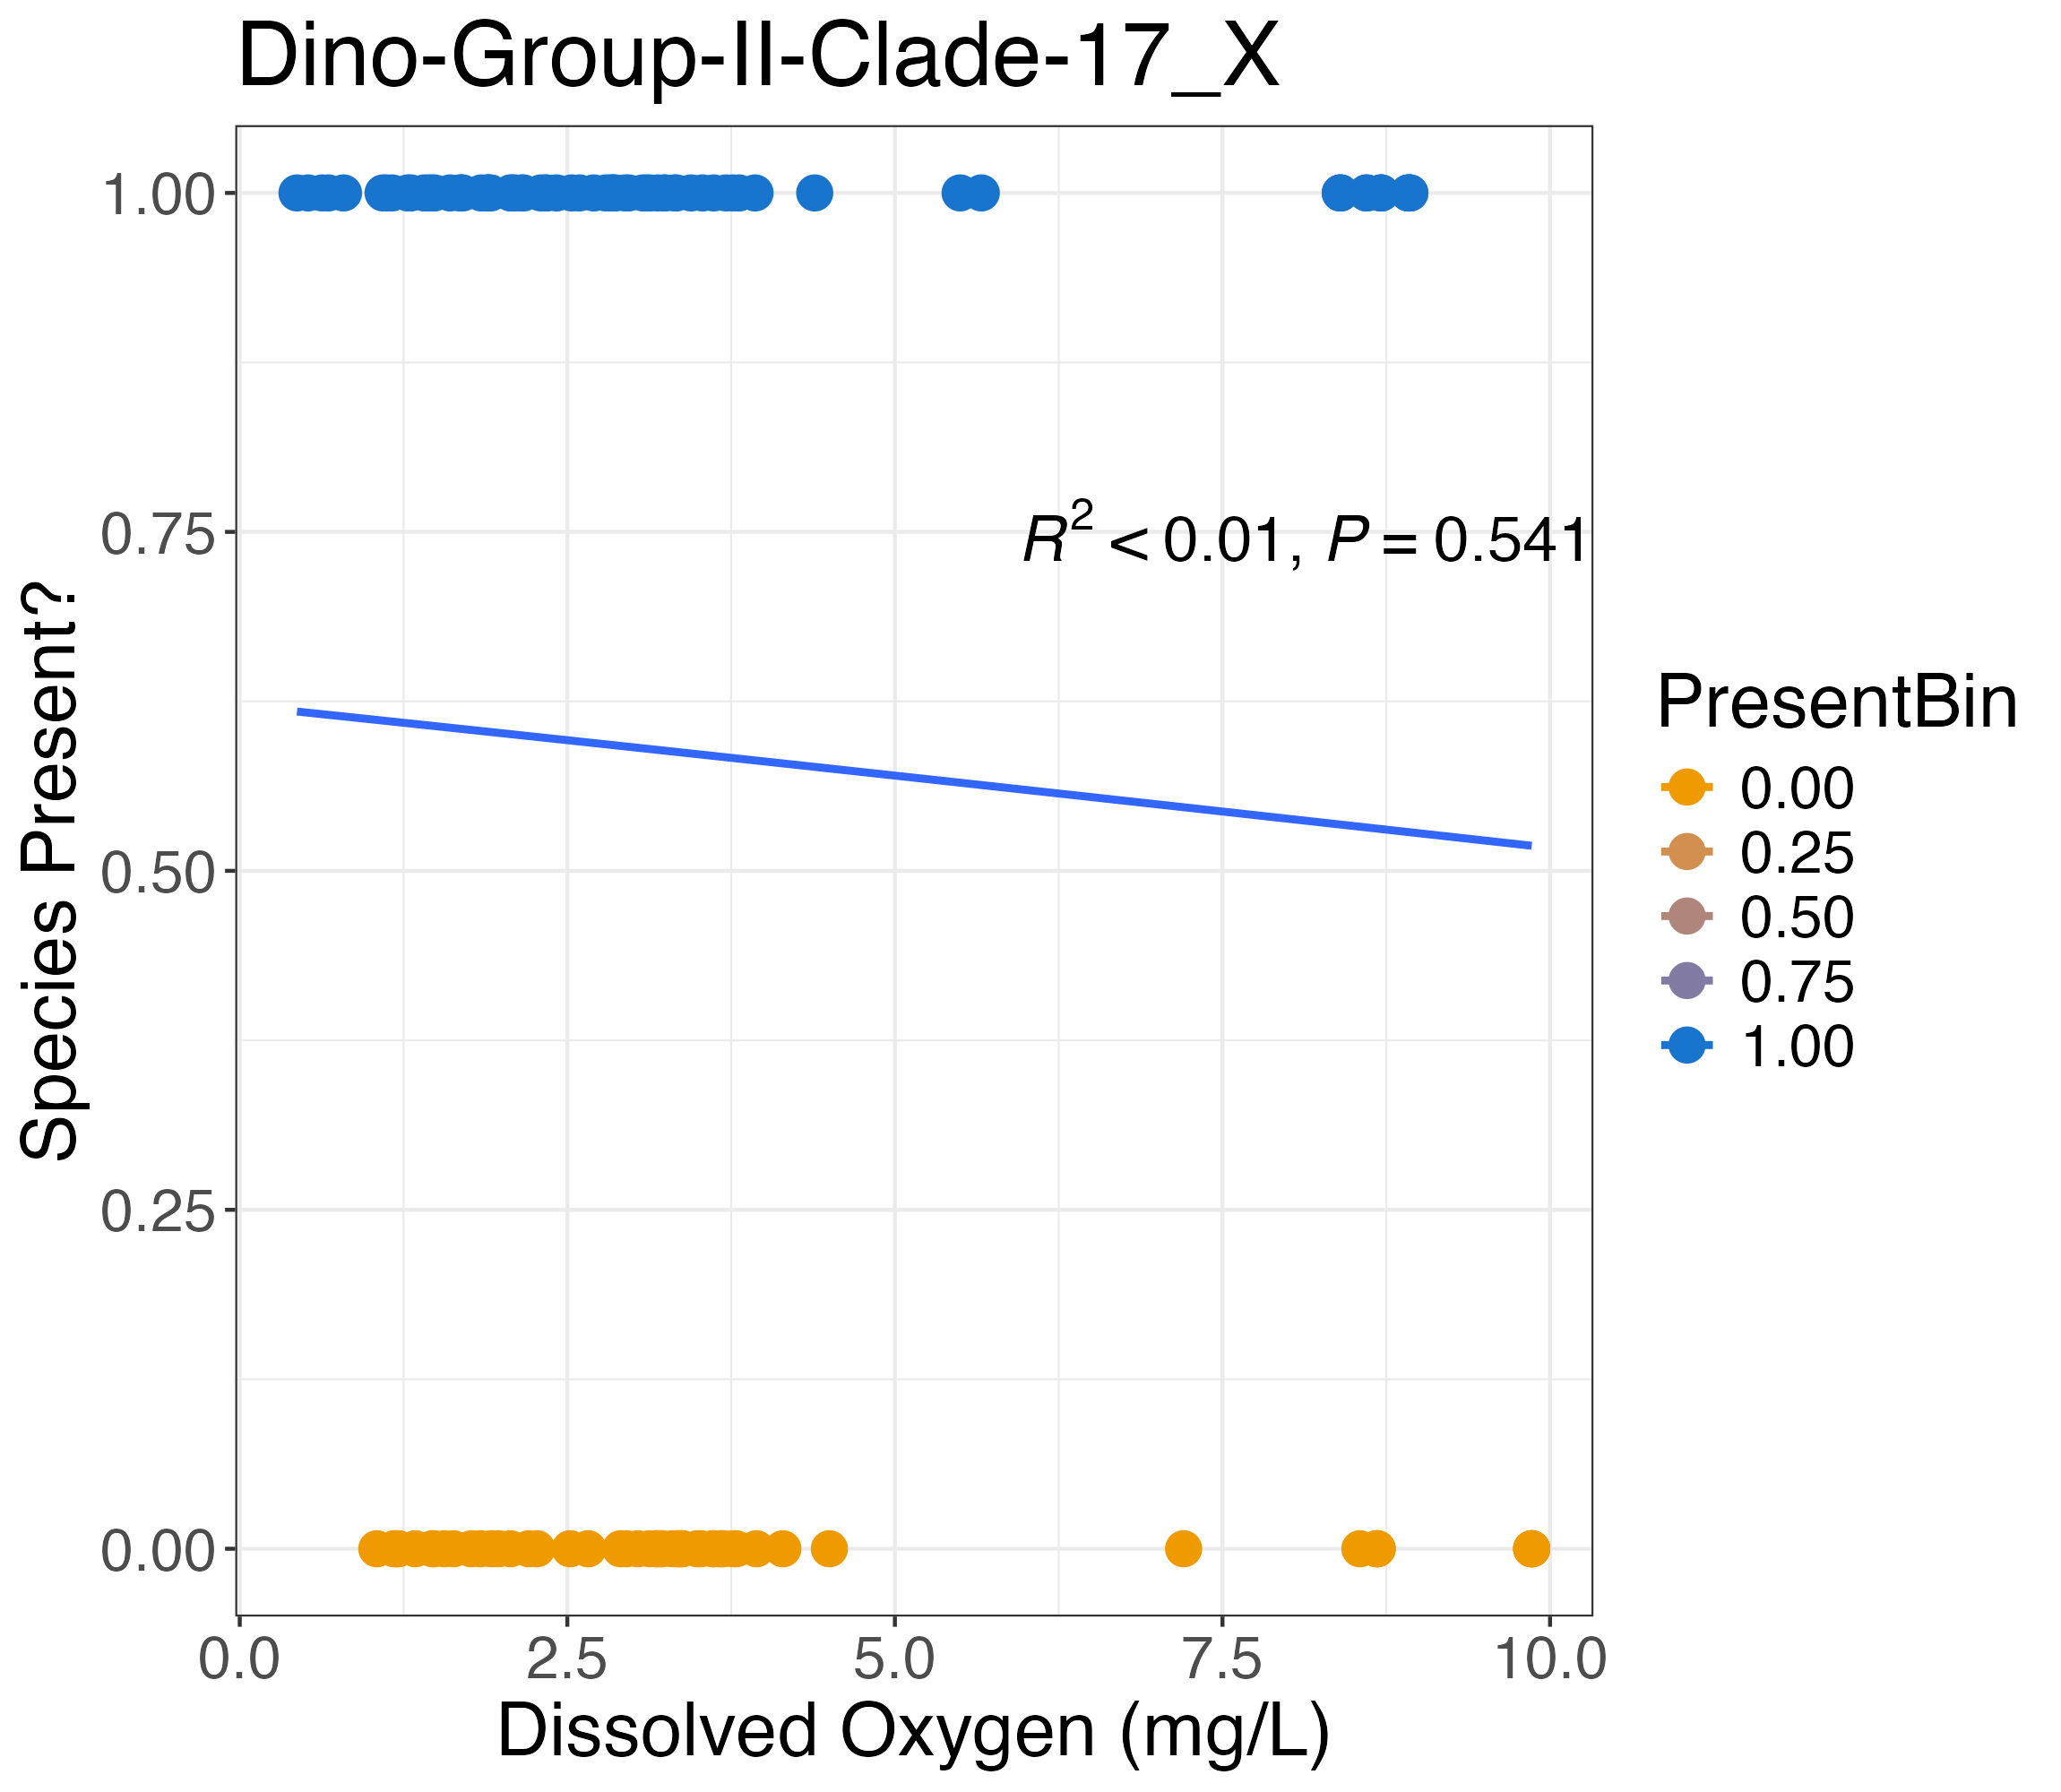 Dino-Group-II-Clade-17_X
1.00
0.75
0.50
0.25
0.00
Species Present?
R² < 0.01, P = 0.541
0.0 2.5 5.0 7.5 10.0
Dissolved Oxygen (mg/L)
PresentBin
0.00
0.25
0.50
0.75
1.00